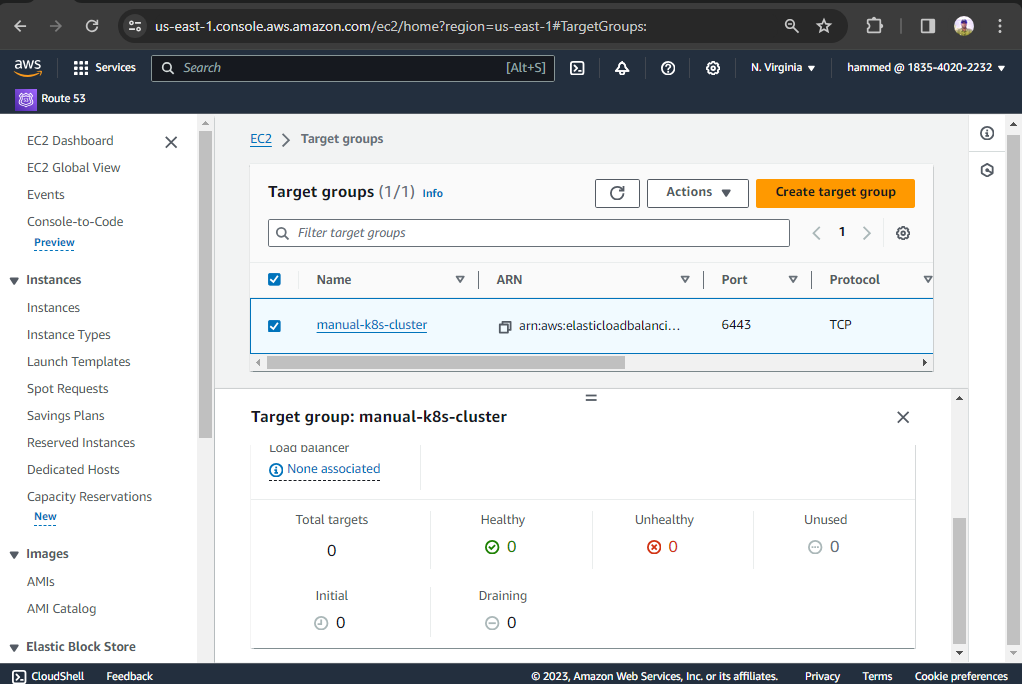 us-east-1.console.aws.amazon.com/ec2/home?region=us-east-1#TargetGroups:
aws
Services
Search
[Alt+S]
N. Virginia
hammed @ 1835-4020-2232
Route 53
EC2 Dashboard
EC2 Global View
Events
Console-to-Code
Preview
Instances
Instances
Instance Types
Launch Templates
Spot Requests
Savings Plans
Reserved Instances
Dedicated Hosts
Capacity Reservations
New
Images
AMIs
AMI Catalog
Elastic Block Store
EC2
Target groups
Target groups (1/1) Info
Actions
Create target group
Filter target groups
1
Name
ARN
Port
Protocol
manual-k8s-cluster
arn:aws:elasticloadbalanci...
6443
TCP
Target group: manual-k8s-cluster
Load balancer
None associated
Total targets
0
Healthy
0
Unhealthy
0
Unused
0
Initial
0
Draining
0
CloudShell
Feedback
© 2023, Amazon Web Services, Inc. or its affiliates.
Privacy
Terms
Cookie preferences